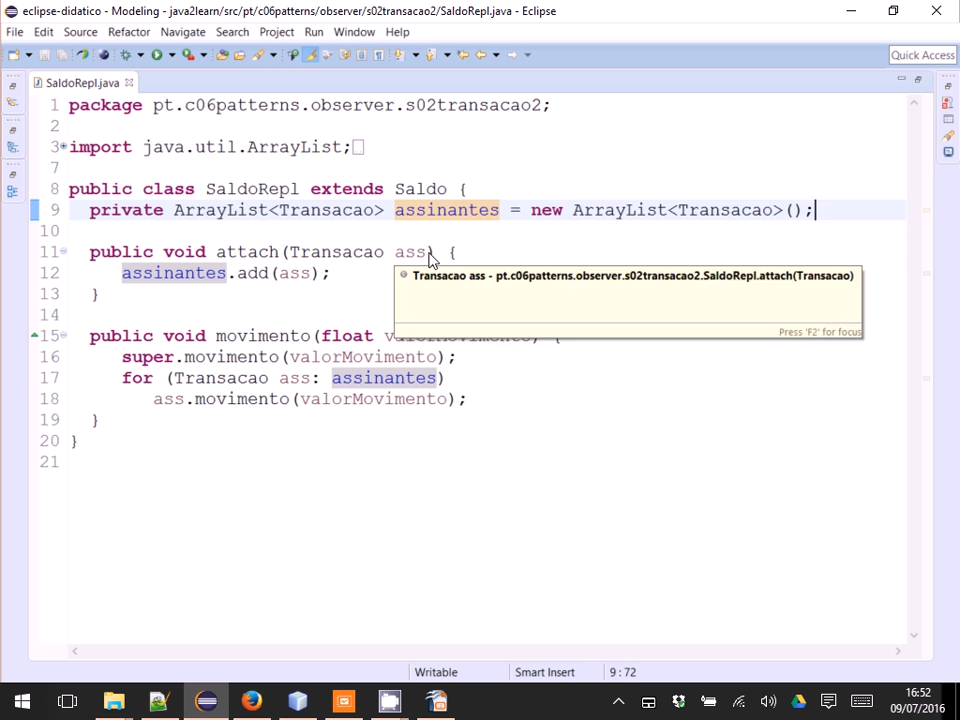 eclipse-didatico - Modeling - java2learn/src/pt/c06patterns/observer/s02transacao2/SaldoRepl.java - Eclipse
File Edit Source Refactor Navigate Search Project Run Window Help
Quick Access
SaldoRepl.java
1 package pt.c06patterns.observer.s02transacao2;
2
3 import java.util.ArrayList;
7
8 public class SaldoRepl extends Saldo {
9 private ArrayList<Transacao> assinantes = new ArrayList<Transacao>();
10
11 public void attach(Transacao ass) {
12 assinantes.add(ass);
Transacao ass - pt.c06patterns.observer.s02transacao2.SaldoRepl.attach(Transacao)
13 }
14
Press 'F2' for focus
15 public void movimento(float valorMovimento) {
16 super.movimento(valorMovimento);
17 for (Transacao ass: assinantes)
18 ass.movimento(valorMovimento);
19 }
20 }
21
Writable Smart Insert 9 : 72
16:52
09/07/2016